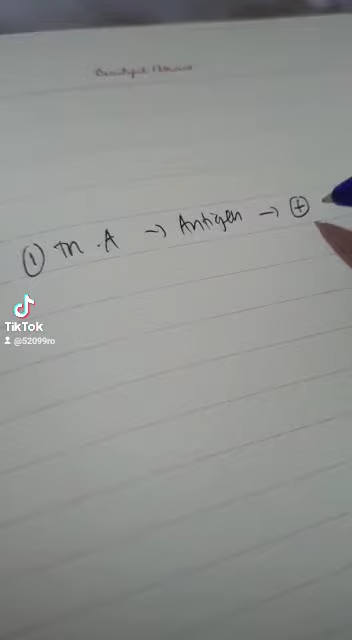 ① m . A → Antigen → ⊕
TikTok
@52099ro